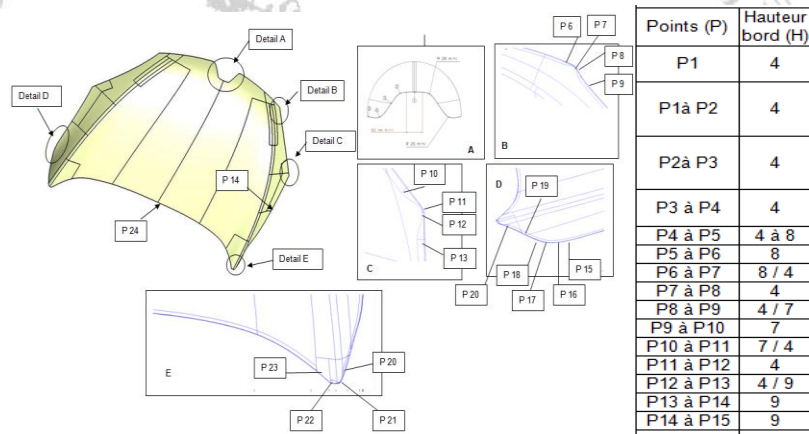 Detail A
Detail B
Detail C
Detail D
P 14
P 24
Detail E
A
P 6
P 7
P 8
P 9
B
P 10
P 11
P 12
P 13
C
D
P 19
P 15
P 18
P 20
P 17
P 16
E
P 23
P 20
P 22
P 21
Points (P) Hauteur bord (H)
P1 4
P1à P2 4
P2à P3 4
P3 à P4 4
P4 à P5 4 à 8
P5 à P6 8
P6 à P7 8 / 4
P7 à P8 4
P8 à P9 4 / 7
P9 à P10 7
P10 à P11 7 / 4
P11 à P12 4
P12 à P13 4 / 9
P13 à P14 9
P14 à P15 9